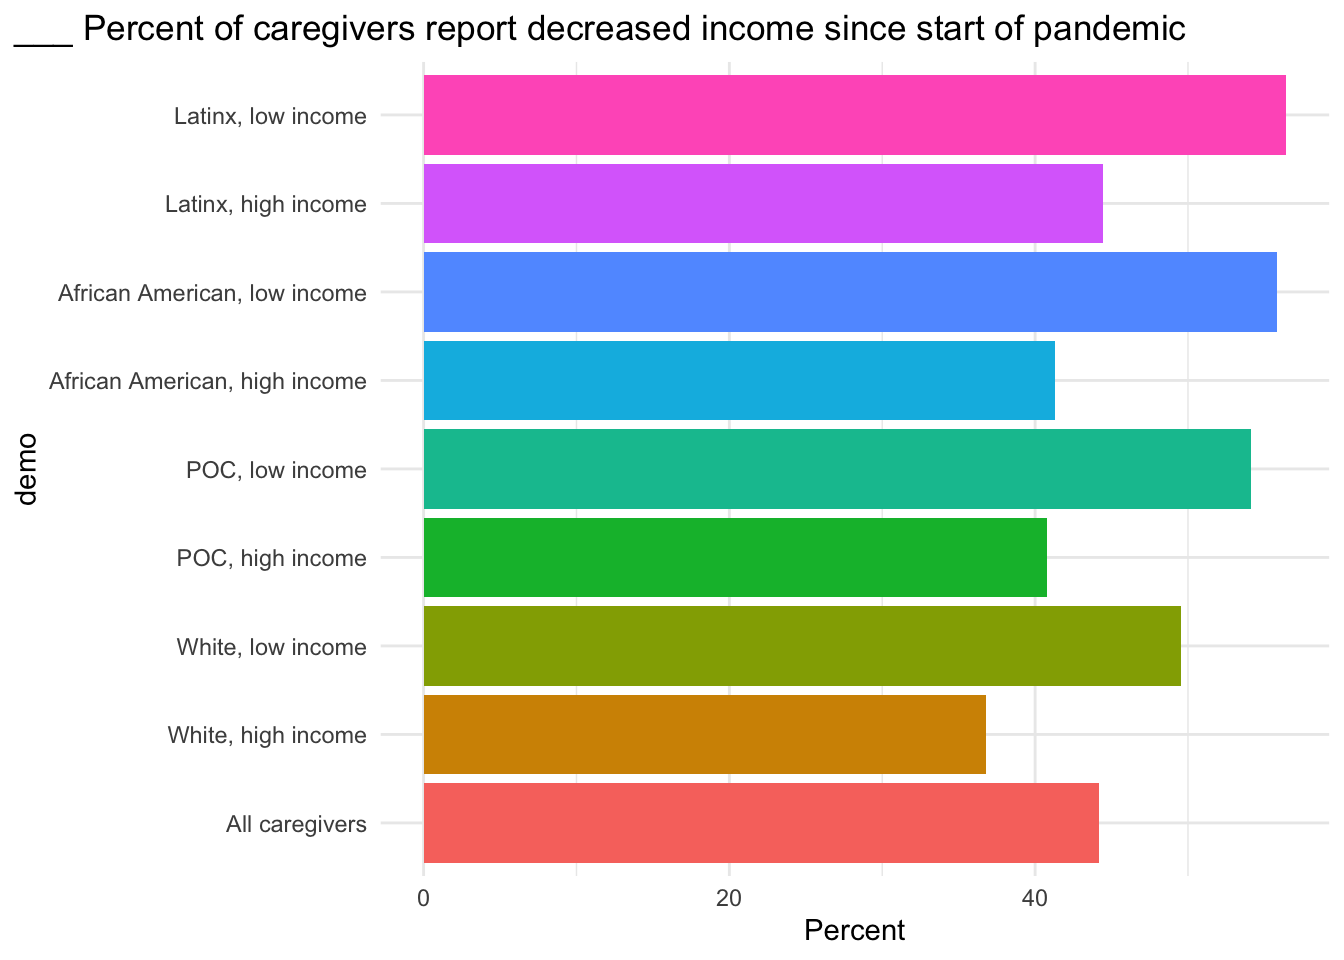 ___ Percent of caregivers report decreased income since start of pandemic
Latinx, low income
Latinx, high income
African American, low income
African American, high income
POC, low income
POC, high income
White, low income
White, high income
All caregivers
demo
0 20 40
Percent